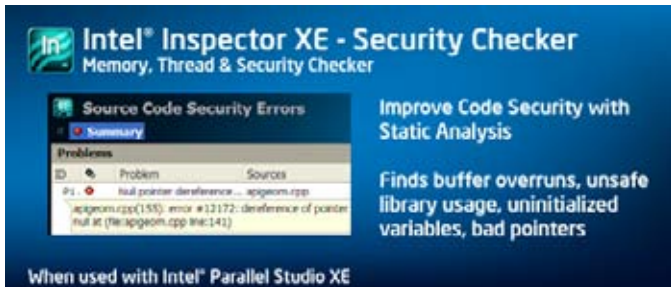 In
Intel® Inspector XE - Security Checker
Memory, Thread & Security Checker
Source Code Security Errors
Summary
Problems
ID Problem Sources
P1. Null pointer dereference... apigeom.cpp
apigeom.cpp(155): error #12172: dereference of pointer
null at (file:apigeom.cpp line:141)
Improve Code Security with
Static Analysis
Finds buffer overruns, unsafe
library usage, uninitialized
variables, bad pointers
When used with Intel® Parallel Studio XE